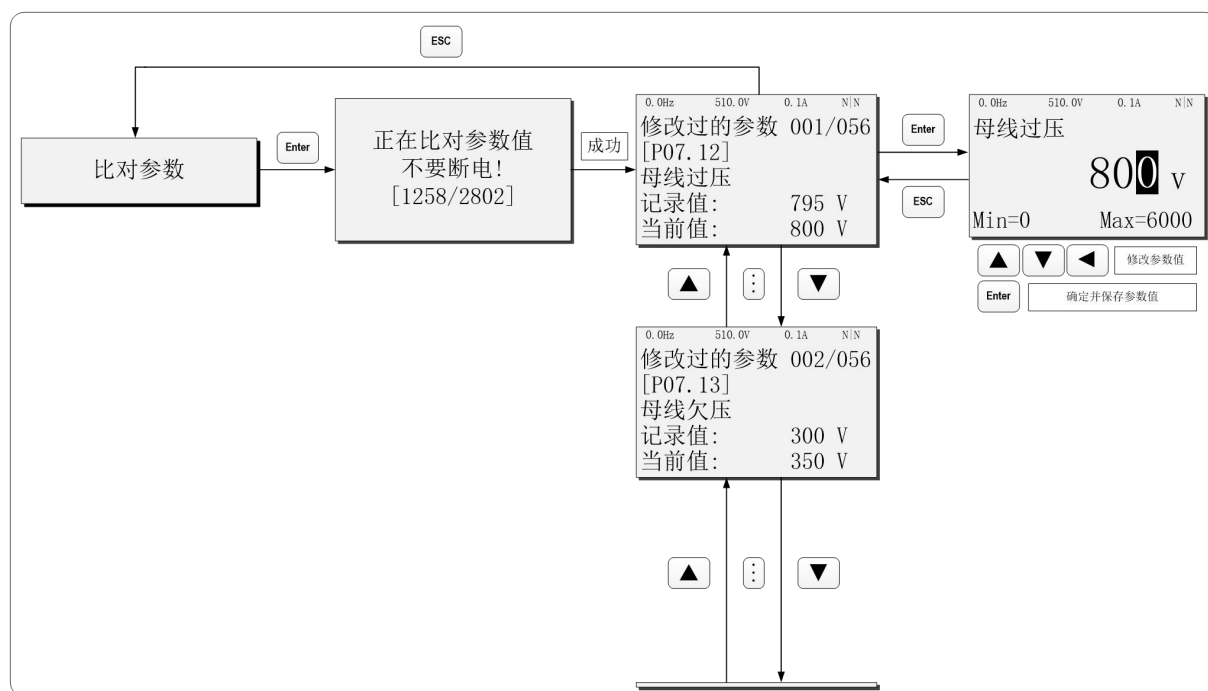 ESC
比对参数
Enter
正在比对参数值
不要断电!
[1258/2802]
成功
0.0Hz 510.0V 0.1A N|N
修改过的参数 001/056
[P07.12]
母线过压
记录值: 795 V
当前值: 800 V
Enter
ESC
0.0Hz 510.0V 0.1A N|N
母线过压
800 V
Min=0 Max=6000
修改参数值
Enter 确定并保存参数值
0.0Hz 510.0V 0.1A N|N
修改过的参数 002/056
[P07.13]
母线欠压
记录值: 300 V
当前值: 350 V